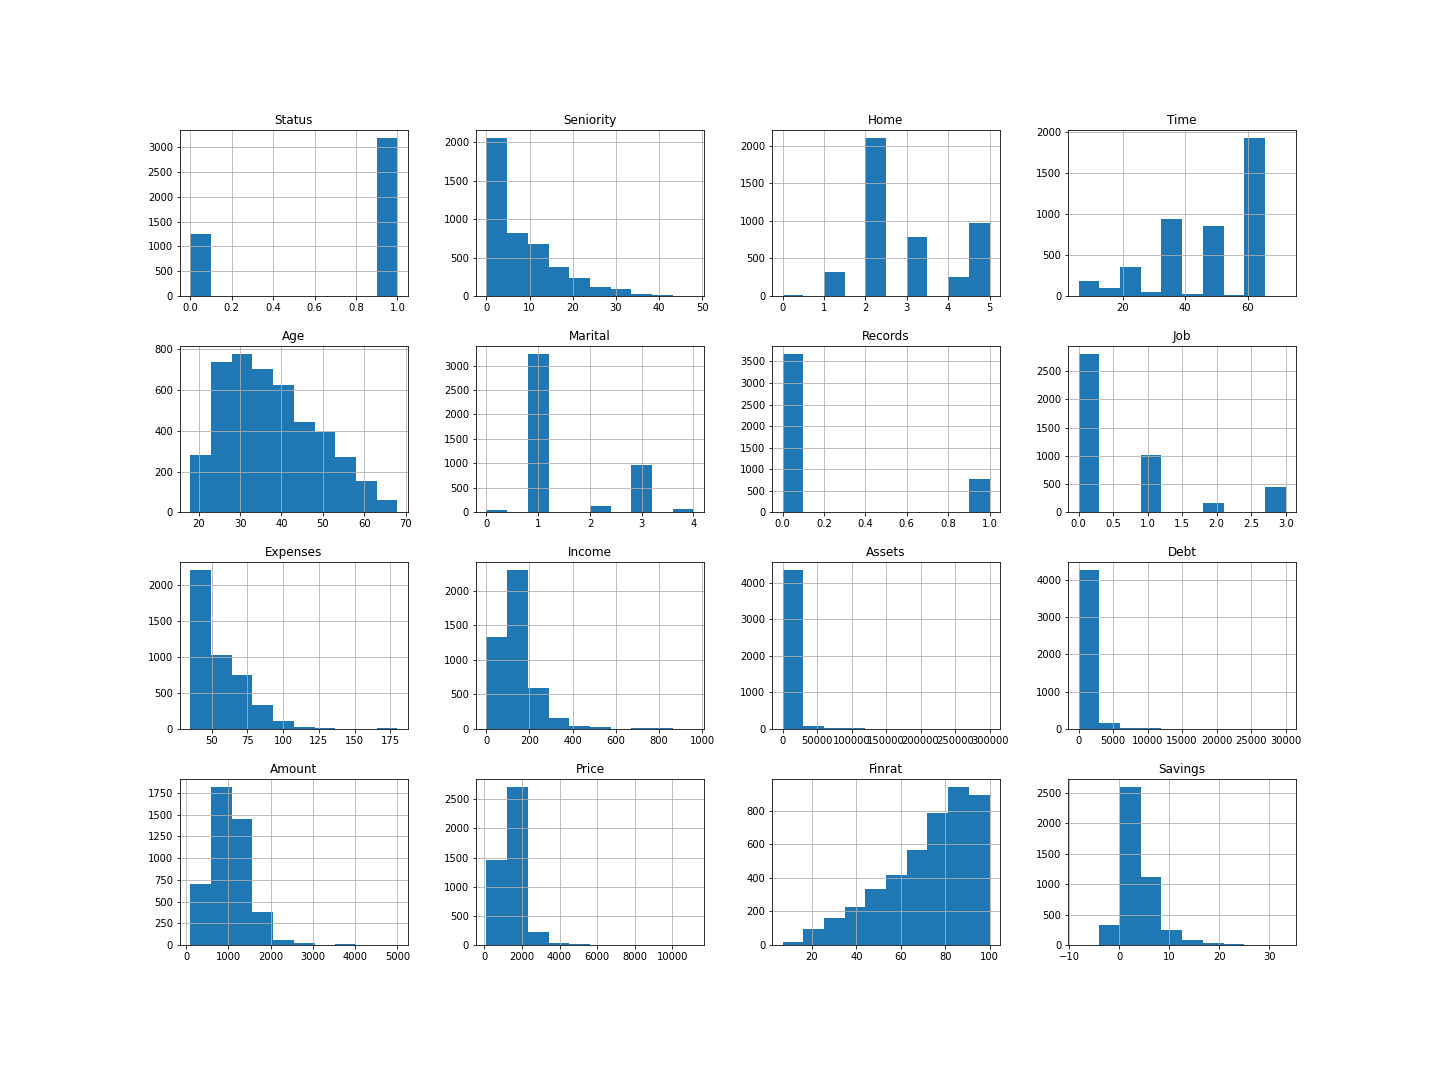 Status Seniority Home Time
3000 2500 2000 1500 1000 500 0
0.0 0.2 0.4 0.6 0.8 1.0
2000 1500 1000 500 0
0 10 20 30 40 50
2000 1500 1000 500 0
0 1 2 3 4 5
2000 1500 1000 500 0
20 40 60
Age Marital Records Job
800 600 400 200 0
20 30 40 50 60 70
3000 2500 2000 1500 1000 500 0
0 1 2 3 4
3500 3000 2500 2000 1500 1000 500 0
0.0 0.2 0.4 0.6 0.8 1.0
2500 2000 1500 1000 500 0
0.0 0.5 1.0 1.5 2.0 2.5 3.0
Expenses Income Assets Debt
2000 1500 1000 500 0
50 75 100 125 150 175
2000 1500 1000 500 0
0 200 400 600 800 1000
4000 3000 2000 1000 0
0 50000 100000 150000 200000 250000 300000
4000 3000 2000 1000 0
0 5000 10000 15000 20000 25000 30000
Amount Price Finrat Savings
1750 1500 1250 1000 750 500 250 0
0 1000 2000 3000 4000 5000
2500 2000 1500 1000 500 0
0 2000 4000 6000 8000 10000
800 600 400 200 0
20 40 60 80 100
2500 2000 1500 1000 500 0
−10 0 10 20 30